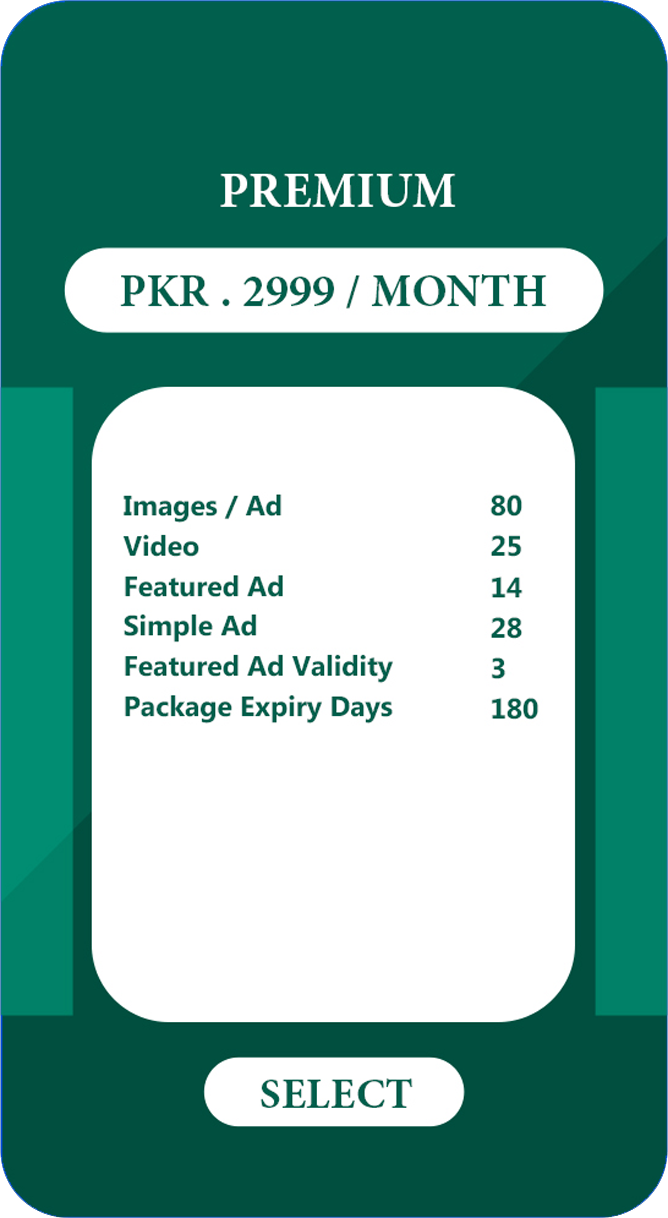 PREMIUM
PKR . 2999 / MONTH
Images / Ad 80
Video 25
Featured Ad 14
Simple Ad 28
Featured Ad Validity 3
Package Expiry Days 180
SELECT